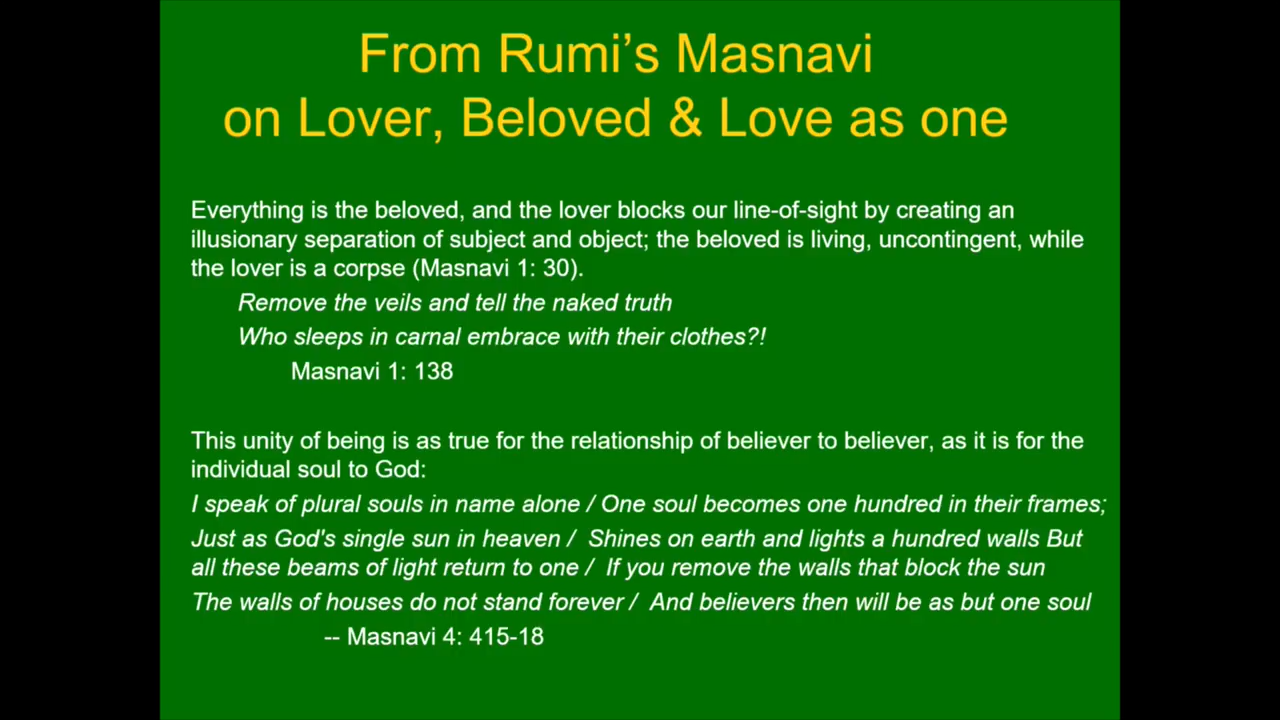 From Rumi’s Masnavi
on Lover, Beloved & Love as one
Everything is the beloved, and the lover blocks our line-of-sight by creating an
illusionary separation of subject and object; the beloved is living, uncontingent, while
the lover is a corpse (Masnavi 1: 30).
Remove the veils and tell the naked truth
Who sleeps in carnal embrace with their clothes?!
Masnavi 1: 138
This unity of being is as true for the relationship of believer to believer, as it is for the
individual soul to God:
I speak of plural souls in name alone / One soul becomes one hundred in their frames;
Just as God's single sun in heaven / Shines on earth and lights a hundred walls But
all these beams of light return to one / If you remove the walls that block the sun
The walls of houses do not stand forever / And believers then will be as but one soul
-- Masnavi 4: 415-18